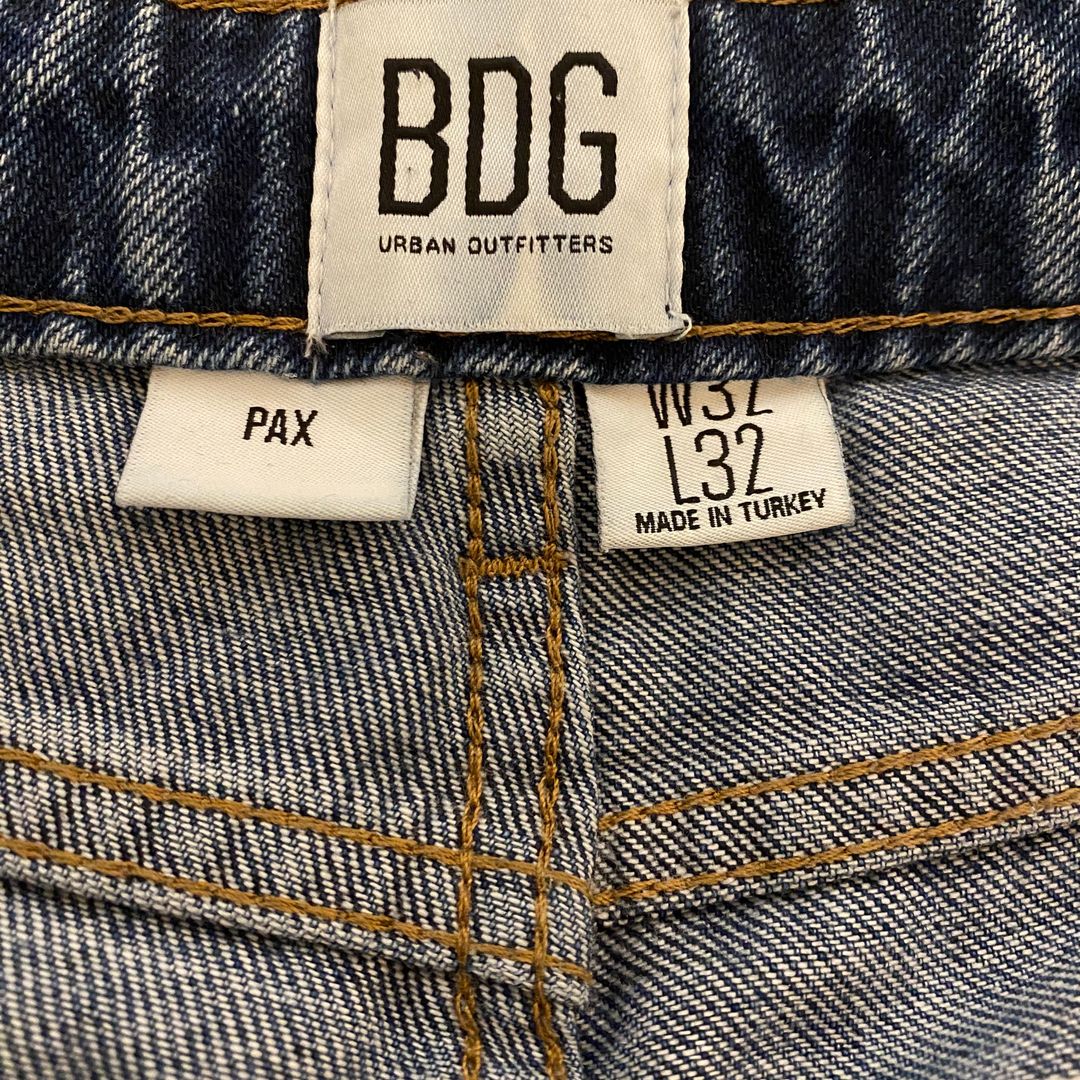 BDG
URBAN OUTFITTERS
PAX
W32
L32
MADE IN TURKEY